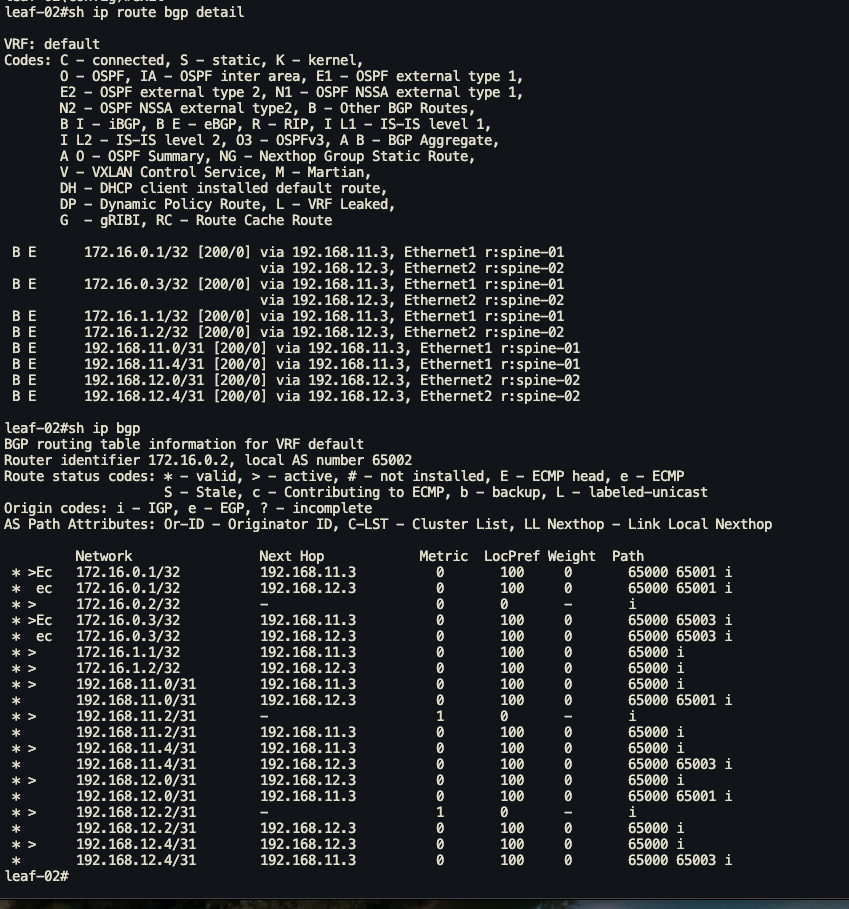 leaf-02#sh ip route bgp detail

VRF: default
Codes: C - connected, S - static, K - kernel,
       O - OSPF, IA - OSPF inter area, E1 - OSPF external type 1,
       E2 - OSPF external type 2, N1 - OSPF NSSA external type 1,
       N2 - OSPF NSSA external type2, B - Other BGP Routes,
       B I - iBGP, B E - eBGP, R - RIP, I L1 - IS-IS level 1,
       I L2 - IS-IS level 2, O3 - OSPFv3, A B - BGP Aggregate,
       A O - OSPF Summary, NG - Nexthop Group Static Route,
       V - VXLAN Control Service, M - Martian,
       DH - DHCP client installed default route,
       DP - Dynamic Policy Route, L - VRF Leaked,
       G  - gRIBI, RC - Route Cache Route

 B E      172.16.0.1/32 [200/0] via 192.168.11.3, Ethernet1 r:spine-01
                                via 192.168.12.3, Ethernet2 r:spine-02
 B E      172.16.0.3/32 [200/0] via 192.168.11.3, Ethernet1 r:spine-01
                                via 192.168.12.3, Ethernet2 r:spine-02
 B E      172.16.1.1/32 [200/0] via 192.168.11.3, Ethernet1 r:spine-01
 B E      172.16.1.2/32 [200/0] via 192.168.12.3, Ethernet2 r:spine-02
 B E      192.168.11.0/31 [200/0] via 192.168.11.3, Ethernet1 r:spine-01
 B E      192.168.11.4/31 [200/0] via 192.168.11.3, Ethernet1 r:spine-01
 B E      192.168.12.0/31 [200/0] via 192.168.12.3, Ethernet2 r:spine-02
 B E      192.168.12.4/31 [200/0] via 192.168.12.3, Ethernet2 r:spine-02

leaf-02#sh ip bgp
BGP routing table information for VRF default
Router identifier 172.16.0.2, local AS number 65002
Route status codes: * - valid, > - active, # - not installed, E - ECMP head, e - ECMP
                    S - Stale, c - Contributing to ECMP, b - backup, L - labeled-unicast
Origin codes: i - IGP, e - EGP, ? - incomplete
AS Path Attributes: Or-ID - Originator ID, C-LST - Cluster List, LL Nexthop - Link Local Nexthop

         Network                Next Hop            Metric  LocPref Weight  Path
 * >Ec   172.16.0.1/32          192.168.11.3          0       100     0       65000 65001 i
 *  ec   172.16.0.1/32          192.168.12.3          0       100     0       65000 65001 i
 * >     172.16.0.2/32          -                     0       0       -       i
 * >Ec   172.16.0.3/32          192.168.11.3          0       100     0       65000 65003 i
 *  ec   172.16.0.3/32          192.168.12.3          0       100     0       65000 65003 i
 * >     172.16.1.1/32          192.168.11.3          0       100     0       65000 i
 * >     172.16.1.2/32          192.168.12.3          0       100     0       65000 i
 * >     192.168.11.0/31        192.168.11.3          0       100     0       65000 i
 *       192.168.11.0/31        192.168.12.3          0       100     0       65000 65001 i
 * >     192.168.11.2/31        -                     1       0       -       i
 *       192.168.11.2/31        192.168.11.3          0       100     0       65000 i
 * >     192.168.11.4/31        192.168.11.3          0       100     0       65000 i
 *       192.168.11.4/31        192.168.12.3          0       100     0       65000 65003 i
 * >     192.168.12.0/31        192.168.12.3          0       100     0       65000 i
 *       192.168.12.0/31        192.168.11.3          0       100     0       65000 65001 i
 * >     192.168.12.2/31        -                     1       0       -       i
 *       192.168.12.2/31        192.168.12.3          0       100     0       65000 i
 * >     192.168.12.4/31        192.168.12.3          0       100     0       65000 i
 *       192.168.12.4/31        192.168.11.3          0       100     0       65000 65003 i
leaf-02#